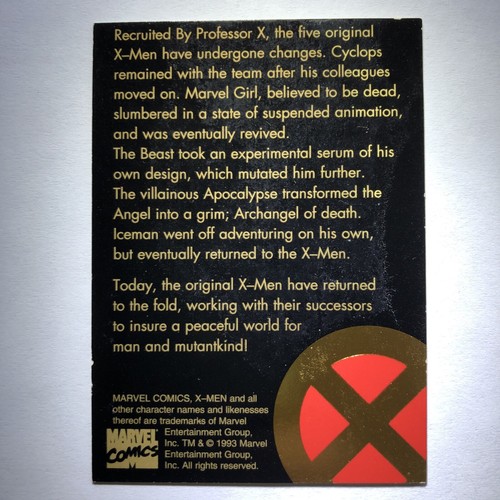 Recruited By Professor X, the five original
X–Men have undergone changes. Cyclops
remained with the team after his colleagues
moved on. Marvel Girl, believed to be dead,
slumbered in a state of suspended animation,
and was eventually revived.
The Beast took an experimental serum of his
own design, which mutated him further.
The villainous Apocalypse transformed the
Angel into a grim; Archangel of death.
Iceman went off adventuring on his own,
but eventually returned to the X–Men.
Today, the original X–Men have returned
to the fold, working with their successors
to insure a peaceful world for
man and mutantkind!
MARVEL COMICS, X–MEN and all
other character names and likenesses
thereof are trademarks of Marvel
Entertainment Group,
Inc. TM & © 1993 Marvel
Entertainment Group,
Inc. All rights reserved.
MARVEL
COMICS
M